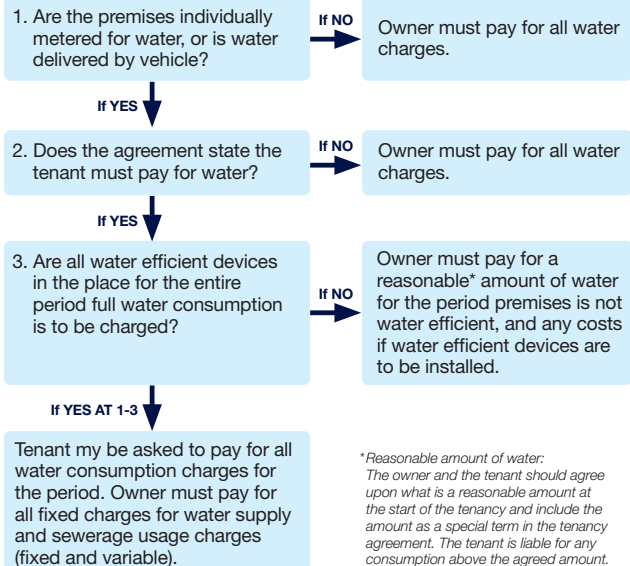 1. Are the premises individually
metered for water, or is water
delivered by vehicle?
If NO
Owner must pay for all water
charges.
If YES
2. Does the agreement state the
tenant must pay for water?
If NO
Owner must pay for all water
charges.
If YES
3. Are all water efficient devices
in the place for the entire
period full water consumption
is to be charged?
If NO
Owner must pay for a
reasonable* amount of water
for the period premises is not
water efficient, and any costs
if water efficient devices are
to be installed.
If YES AT 1-3
Tenant my be asked to pay for all
water consumption charges for
the period. Owner must pay for
all fixed charges for water supply
and sewerage usage charges
(fixed and variable).
*Reasonable amount of water:
The owner and the tenant should agree
upon what is a reasonable amount at
the start of the tenancy and include the
amount as a special term in the tenancy
agreement. The tenant is liable for any
consumption above the agreed amount.